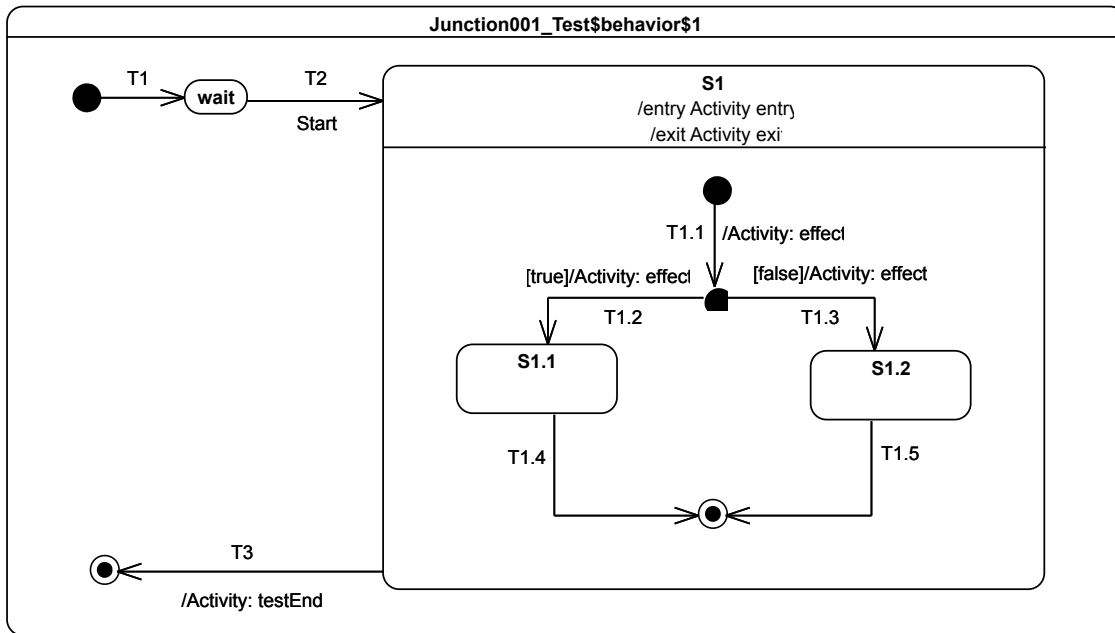 Junction001_Test$behavior$1
T1
T2
wait
Start
S1
/entry Activity entry
/exit Activity exi
T1.1
/Activity: effect
[true]/Activity: effect
[false]/Activity: effect
T1.2
T1.3
S1.1
S1.2
T1.4
T1.5
T3
/Activity: testEnd